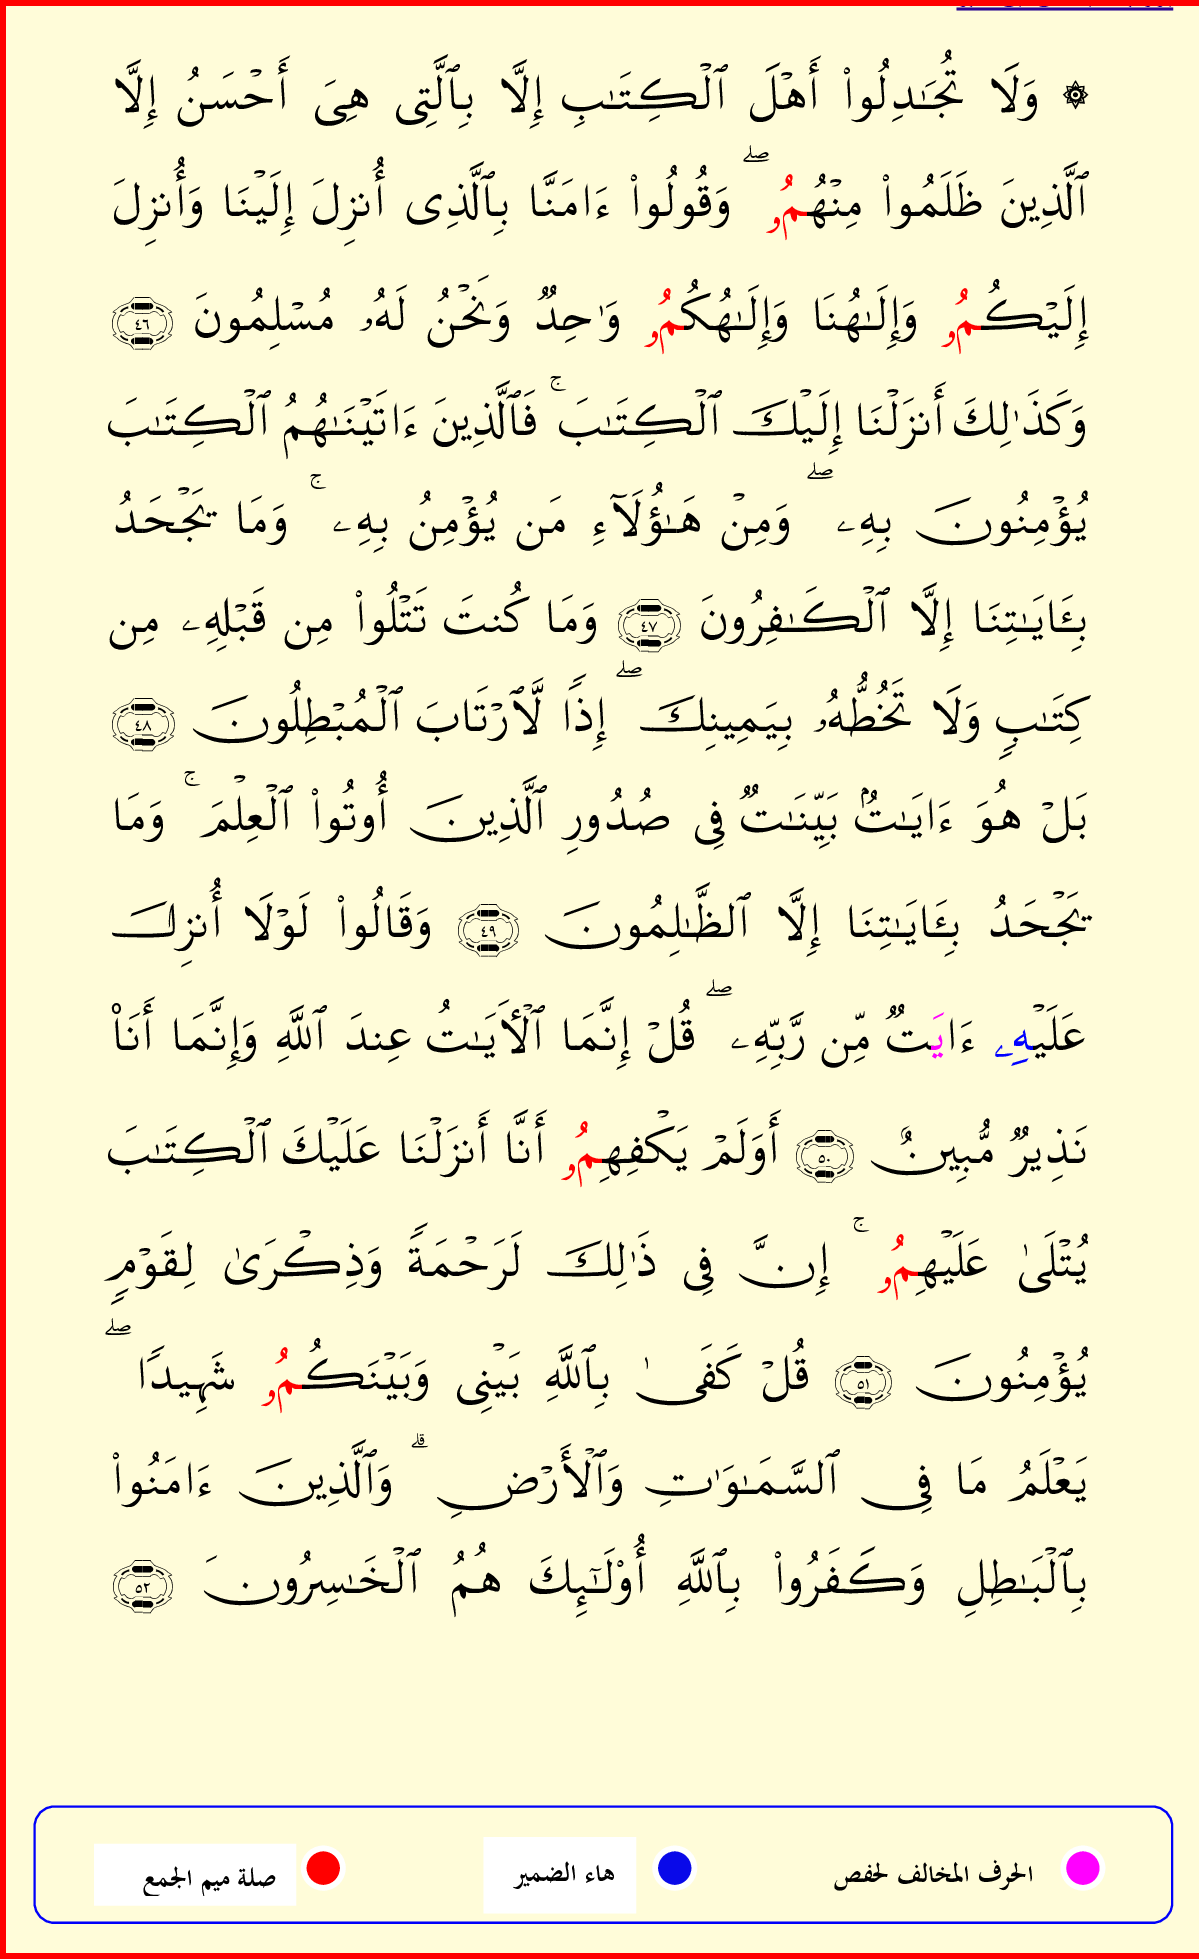 ۞ وَلَا تُجَـٰدِلُوا۟ أَهْلَ ٱلْكِتَـٰبِ إِلَّا بِٱلَّتِى هِىَ أَحْسَنُ إِلَّا
ٱلَّذِينَ ظَلَمُوا۟ مِنْهُمُۥ ۖ وَقُولُوا۟ ءَامَنَّا بِٱلَّذِى أُنزِلَ إِلَيْنَا وَأُنزِلَ
إِلَيْكُمُۥ وَإِلَـٰهُنَا وَإِلَـٰهُكُمُۥ وَٰحِدٌ وَنَحْنُ لَهُۥ مُسْلِمُونَ ٤٦
وَكَذَٰلِكَ أَنزَلْنَا إِلَيْكَ ٱلْكِتَـٰبَ ۚ فَٱلَّذِينَ ءَاتَيْنَـٰهُمُ ٱلْكِتَـٰبَ
يُؤْمِنُونَ بِهِۦ ۖ وَمِنْ هَـٰؤُلَآءِ مَن يُؤْمِنُ بِهِۦ ۚ وَمَا يَجْحَدُ
بِـَٔايَـٰتِنَا إِلَّا ٱلْكَـٰفِرُونَ ٤٧ وَمَا كُنتَ تَتْلُوا۟ مِن قَبْلِهِۦ مِن
كِتَـٰبٍ وَلَا تَخُطُّهُۥ بِيَمِينِكَ ۖ إِذًا لَّٱرْتَابَ ٱلْمُبْطِلُونَ ٤٨
بَلْ هُوَ ءَايَـٰتٌۢ بَيِّنَـٰتٌ فِى صُدُورِ ٱلَّذِينَ أُوتُوا۟ ٱلْعِلْمَ ۚ وَمَا
يَجْحَدُ بِـَٔايَـٰتِنَا إِلَّا ٱلظَّـٰلِمُونَ ٤٩ وَقَالُوا۟ لَوْلَا أُنزِلَ
عَلَيْهِۦ ءَايَتٌ مِّن رَّبِّهِۦ ۖ قُلْ إِنَّمَا ٱلْأَيَـٰتُ عِندَ ٱللَّهِ وَإِنَّمَا أَنَا۠
نَذِيرٌ مُّبِينٌ ٥٠ أَوَلَمْ يَكْفِهِمُۥ أَنَّا أَنزَلْنَا عَلَيْكَ ٱلْكِتَـٰبَ
يُتْلَىٰ عَلَيْهِمُۥ ۚ إِنَّ فِى ذَٰلِكَ لَرَحْمَةً وَذِكْرَىٰ لِقَوْمٍ
يُؤْمِنُونَ ٥١ قُلْ كَفَىٰ بِٱللَّهِ بَيْنِى وَبَيْنَكُمُۥ شَهِيدًا ۖ
يَعْلَمُ مَا فِى ٱلسَّمَـٰوَٰتِ وَٱلْأَرْضِ ۗ وَٱلَّذِينَ ءَامَنُوا۟
بِٱلْبَـٰطِلِ وَكَفَرُوا۟ بِٱللَّهِ أُو۟لَـٰٓئِكَ هُمُ ٱلْخَـٰسِرُونَ ٥٢
الحرف المخالف لحفص هاء الضمير صلة ميم الجمع